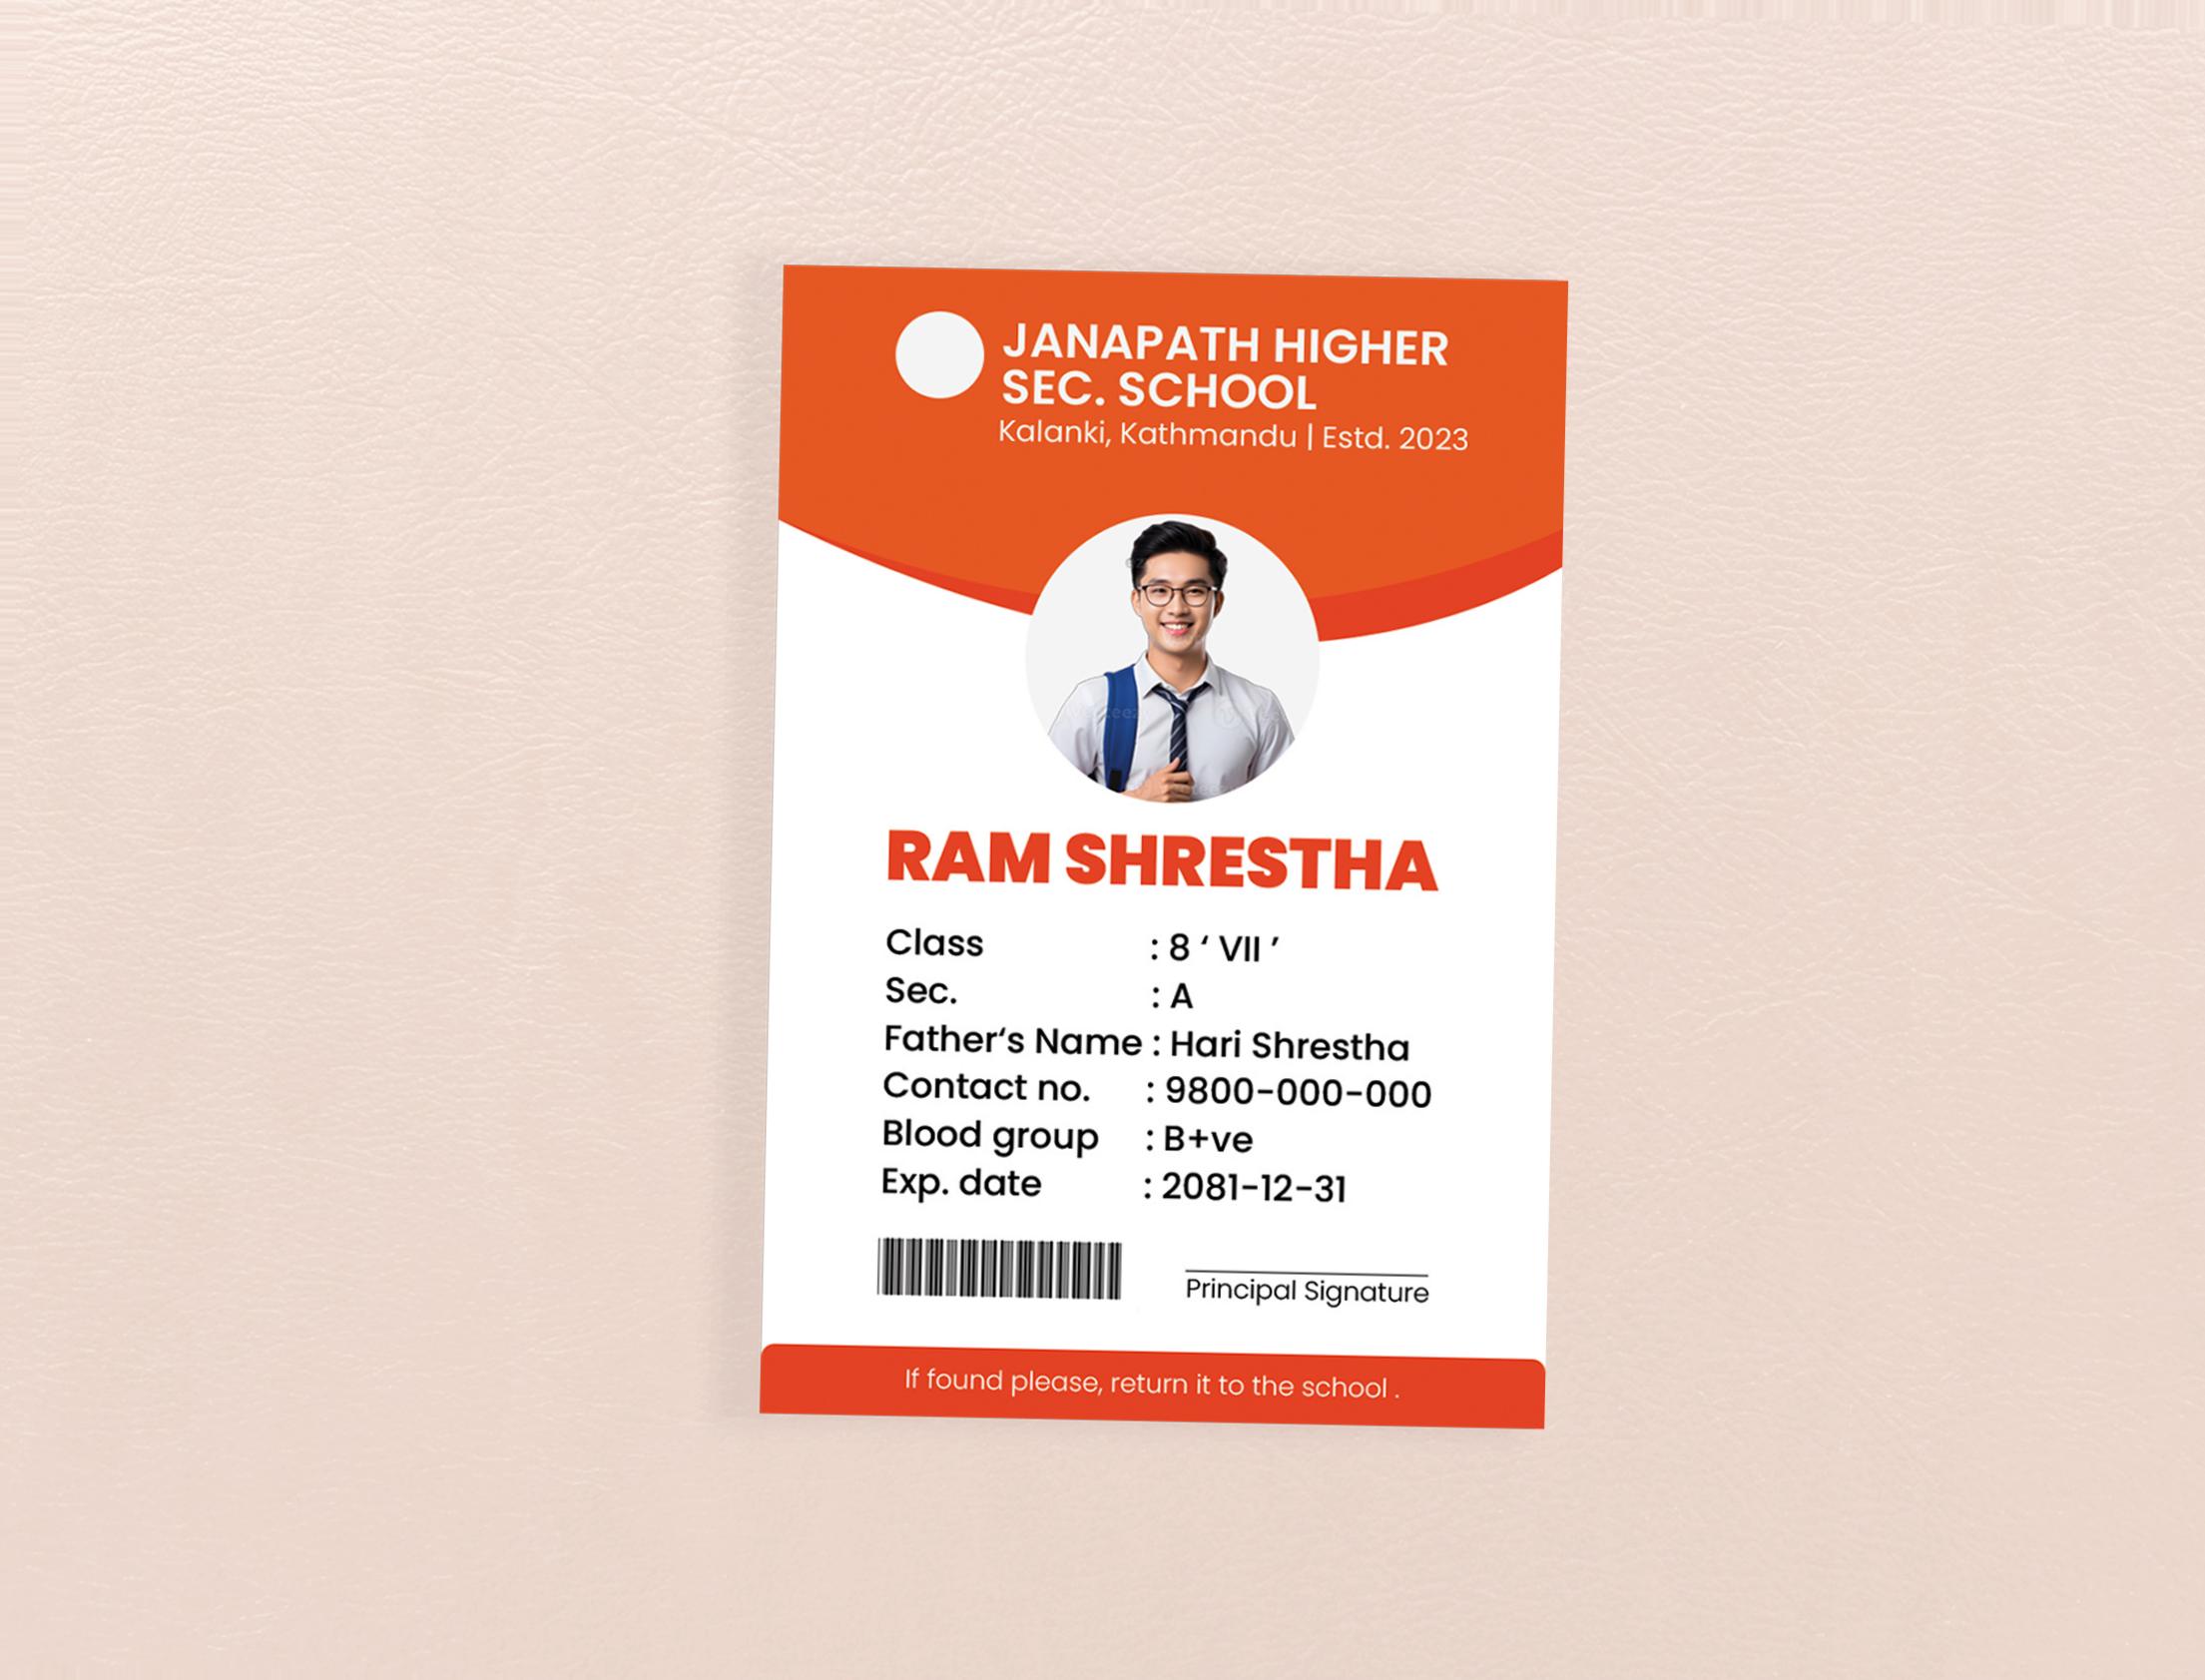 JANAPATH HIGHER
SEC. SCHOOL
Kalanki, Kathmandu | Estd. 2023
RAM SHRESTHA
Class : 8 ‘ VII ’
Sec. : A
Father‘s Name : Hari Shrestha
Contact no. : 9800-000-000
Blood group : B+ve
Exp. date : 2081-12-31
Principal Signature
If found please, return it to the school .